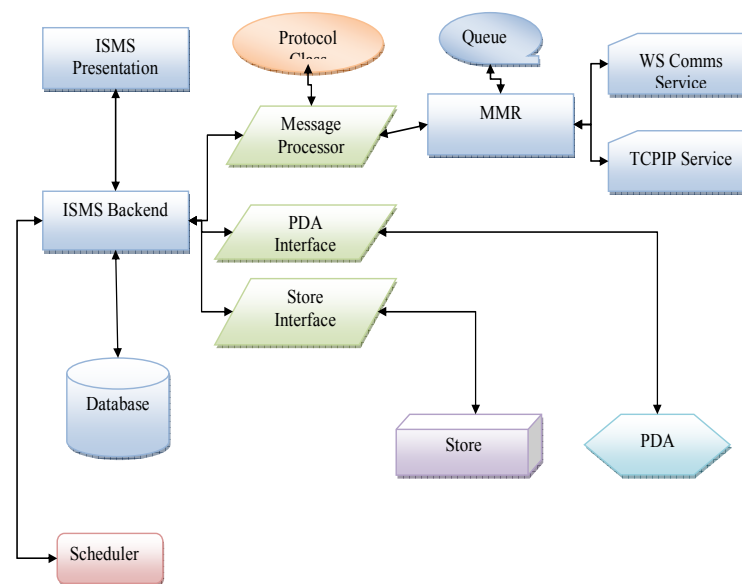 ISMS
Presentation
Protocol
Class
Queue
WS Comms
Service
Message
Processor
MMR
TCPIP Service
ISMS Backend
PDA
Interface
Store
Interface
Database
Store
PDA
Scheduler